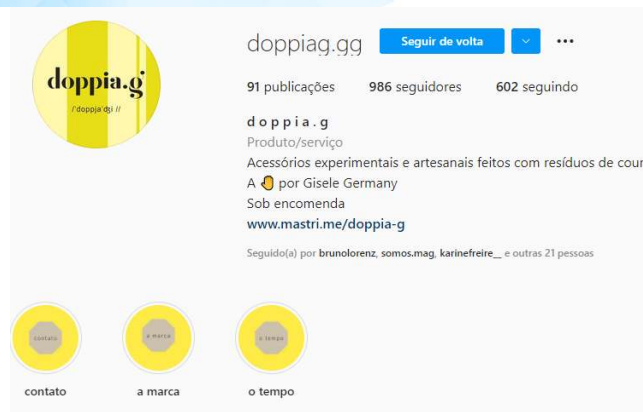 doppia.g
/'doppja'dʒi //
doppiag.gg
Seguir de volta
91 publicações 986 seguidores 602 seguindo
doppia.g
Produto/serviço
Acessórios experimentais e artesanais feitos com resíduos de cour
A 🤚 por Gisele Germany
Sob encomenda
www.mastri.me/doppia-g
Seguido(a) por brunolorenz, somos.mag, karinefreire__ e outras 21 pessoas
contato a marca o tempo
contato a marca o tempo